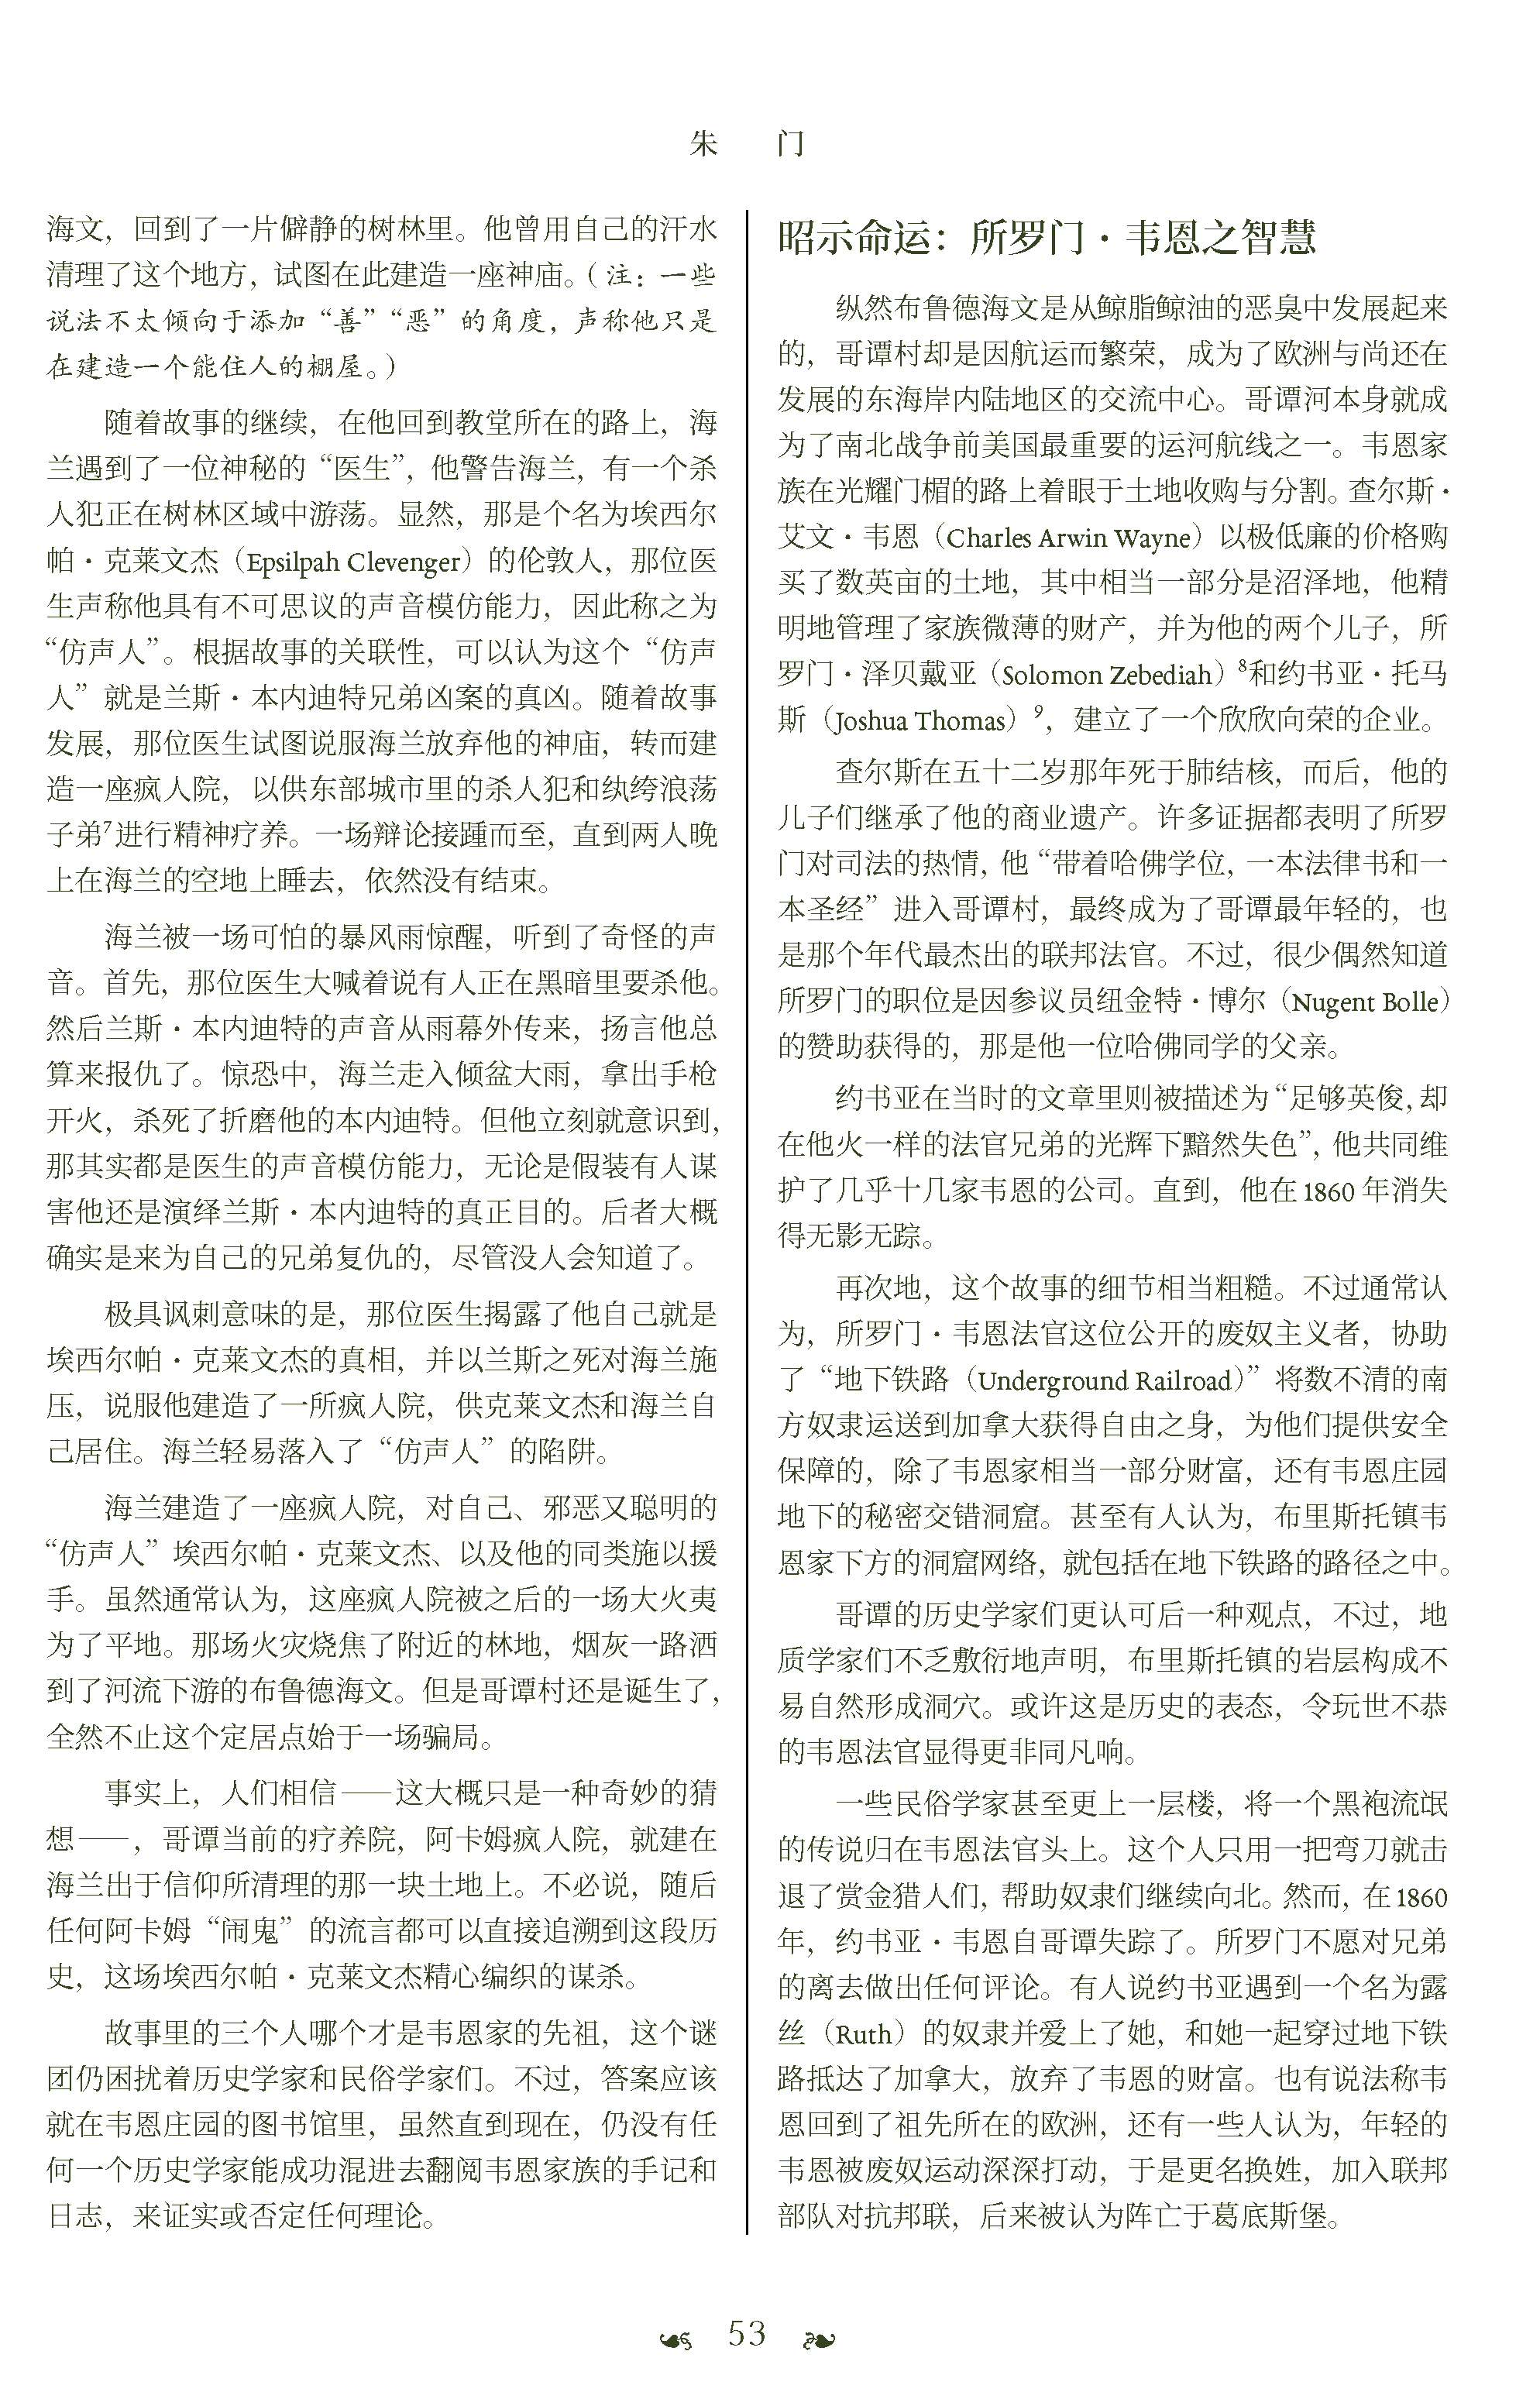 朱 门
海文，回到了一片僻静的树林里。他曾用自己的汗水
清理了这个地方，试图在此建造一座神庙。（注：一些
说法不太倾向于添加“善”“恶”的角度，声称他只是
在建造一个能住人的棚屋。）
随着故事的继续，在他回到教堂所在的路上，海
兰遇到了一位神秘的“医生”，他警告海兰，有一个杀
人犯正在树林区域中游荡。显然，那是个名为埃西尔
帕·克莱文杰（Epsilpah Clevenger）的伦敦人，那位医
生声称他具有不可思议的声音模仿能力，因此称之为
“仿声人”。根据故事的关联性，可以认为这个“仿声
人”就是兰斯·本内迪特兄弟凶案的真凶。随着故事
发展，那位医生试图说服海兰放弃他的神庙，转而建
造一座疯人院，以供东部城市里的杀人犯和纨绔浪荡
子弟7进行精神疗养。一场辩论接踵而至，直到两人晚
上在海兰的空地上睡去，依然没有结束。
海兰被一场可怕的暴风雨惊醒，听到了奇怪的声
音。首先，那位医生大喊着说有人正在黑暗里要杀他。
然后兰斯·本内迪特的声音从雨幕外传来，扬言他总
算来报仇了。惊恐中，海兰走入倾盆大雨，拿出手枪
开火，杀死了折磨他的本内迪特。但他立刻就意识到，
那其实都是医生的声音模仿能力，无论是假装有人谋
害他还是演绎兰斯·本内迪特的真正目的。后者大概
确实是来为自己的兄弟复仇的，尽管没人会知道了。
极具讽刺意味的是，那位医生揭露了他自己就是
埃西尔帕·克莱文杰的真相，并以兰斯之死对海兰施
压，说服他建造了一所疯人院，供克莱文杰和海兰自
己居住。海兰轻易落入了“仿声人”的陷阱。
海兰建造了一座疯人院，对自己、邪恶又聪明的
“仿声人”埃西尔帕·克莱文杰、以及他的同类施以援
手。虽然通常认为，这座疯人院被之后的一场大火夷
为了平地。那场火灾烧焦了附近的林地，烟灰一路洒
到了河流下游的布鲁德海文。但是哥谭村还是诞生了，
全然不止这个定居点始于一场骗局。
事实上，人们相信——这大概只是一种奇妙的猜
想——，哥谭当前的疗养院，阿卡姆疯人院，就建在
海兰出于信仰所清理的那一块土地上。不必说，随后
任何阿卡姆“闹鬼”的流言都可以直接追溯到这段历
史，这场埃西尔帕·克莱文杰精心编织的谋杀。
故事里的三个人哪个才是韦恩家的先祖，这个谜
团仍困扰着历史学家和民俗学家们。不过，答案应该
就在韦恩庄园的图书馆里，虽然直到现在，仍没有任
何一个历史学家能成功混进去翻阅韦恩家族的手记和
日志，来证实或否定任何理论。
昭示命运：所罗门·韦恩之智慧
纵然布鲁德海文是从鲸脂鲸油的恶臭中发展起来
的，哥谭村却是因航运而繁荣，成为了欧洲与尚还在
发展的东海岸内陆地区的交流中心。哥谭河本身就成
为了南北战争前美国最重要的运河航线之一。韦恩家
族在光耀门楣的路上着眼于土地收购与分割。查尔斯·
艾文·韦恩（Charles Arwin Wayne）以极低廉的价格购
买了数英亩的土地，其中相当一部分是沼泽地，他精
明地管理了家族微薄的财产，并为他的两个儿子，所
罗门·泽贝戴亚（Solomon Zebediah）8和约书亚·托马
斯（Joshua Thomas）9，建立了一个欣欣向荣的企业。
查尔斯在五十二岁那年死于肺结核，而后，他的
儿子们继承了他的商业遗产。许多证据都表明了所罗
门对司法的热情，他“带着哈佛学位，一本法律书和一
本圣经”进入哥谭村，最终成为了哥谭最年轻的，也
是那个年代最杰出的联邦法官。不过，很少偶然知道
所罗门的职位是因参议员纽金特·博尔（Nugent Bolle）
的赞助获得的，那是他一位哈佛同学的父亲。
约书亚在当时的文章里则被描述为“足够英俊，却
在他火一样的法官兄弟的光辉下黯然失色”，他共同维
护了几乎十几家韦恩的公司。直到，他在1860年消失
得无影无踪。
再次地，这个故事的细节相当粗糙。不过通常认
为，所罗门·韦恩法官这位公开的废奴主义者，协助
了“地下铁路（Underground Railroad）”将数不清的南
方奴隶运送到加拿大获得自由之身，为他们提供安全
保障的，除了韦恩家相当一部分财富，还有韦恩庄园
地下的秘密交错洞窟。甚至有人认为，布里斯托镇韦
恩家下方的洞窟网络，就包括在地下铁路的路径之中。
哥谭的历史学家们更认可后一种观点，不过，地
质学家们不乏敷衍地声明，布里斯托镇的岩层构成不
易自然形成洞穴。或许这是历史的表态，令玩世不恭
的韦恩法官显得更非同凡响。
一些民俗学家甚至更上一层楼，将一个黑袍流氓
的传说归在韦恩法官头上。这个人只用一把弯刀就击
退了赏金猎人们，帮助奴隶们继续向北。然而，在1860
年，约书亚·韦恩自哥谭失踪了。所罗门不愿对兄弟
的离去做出任何评论。有人说约书亚遇到一个名为露
丝（Ruth）的奴隶并爱上了她，和她一起穿过地下铁
路抵达了加拿大，放弃了韦恩的财富。也有说法称韦
恩回到了祖先所在的欧洲，还有一些人认为，年轻的
韦恩被废奴运动深深打动，于是更名换姓，加入联邦
部队对抗邦联，后来被认为阵亡于葛底斯堡。
53